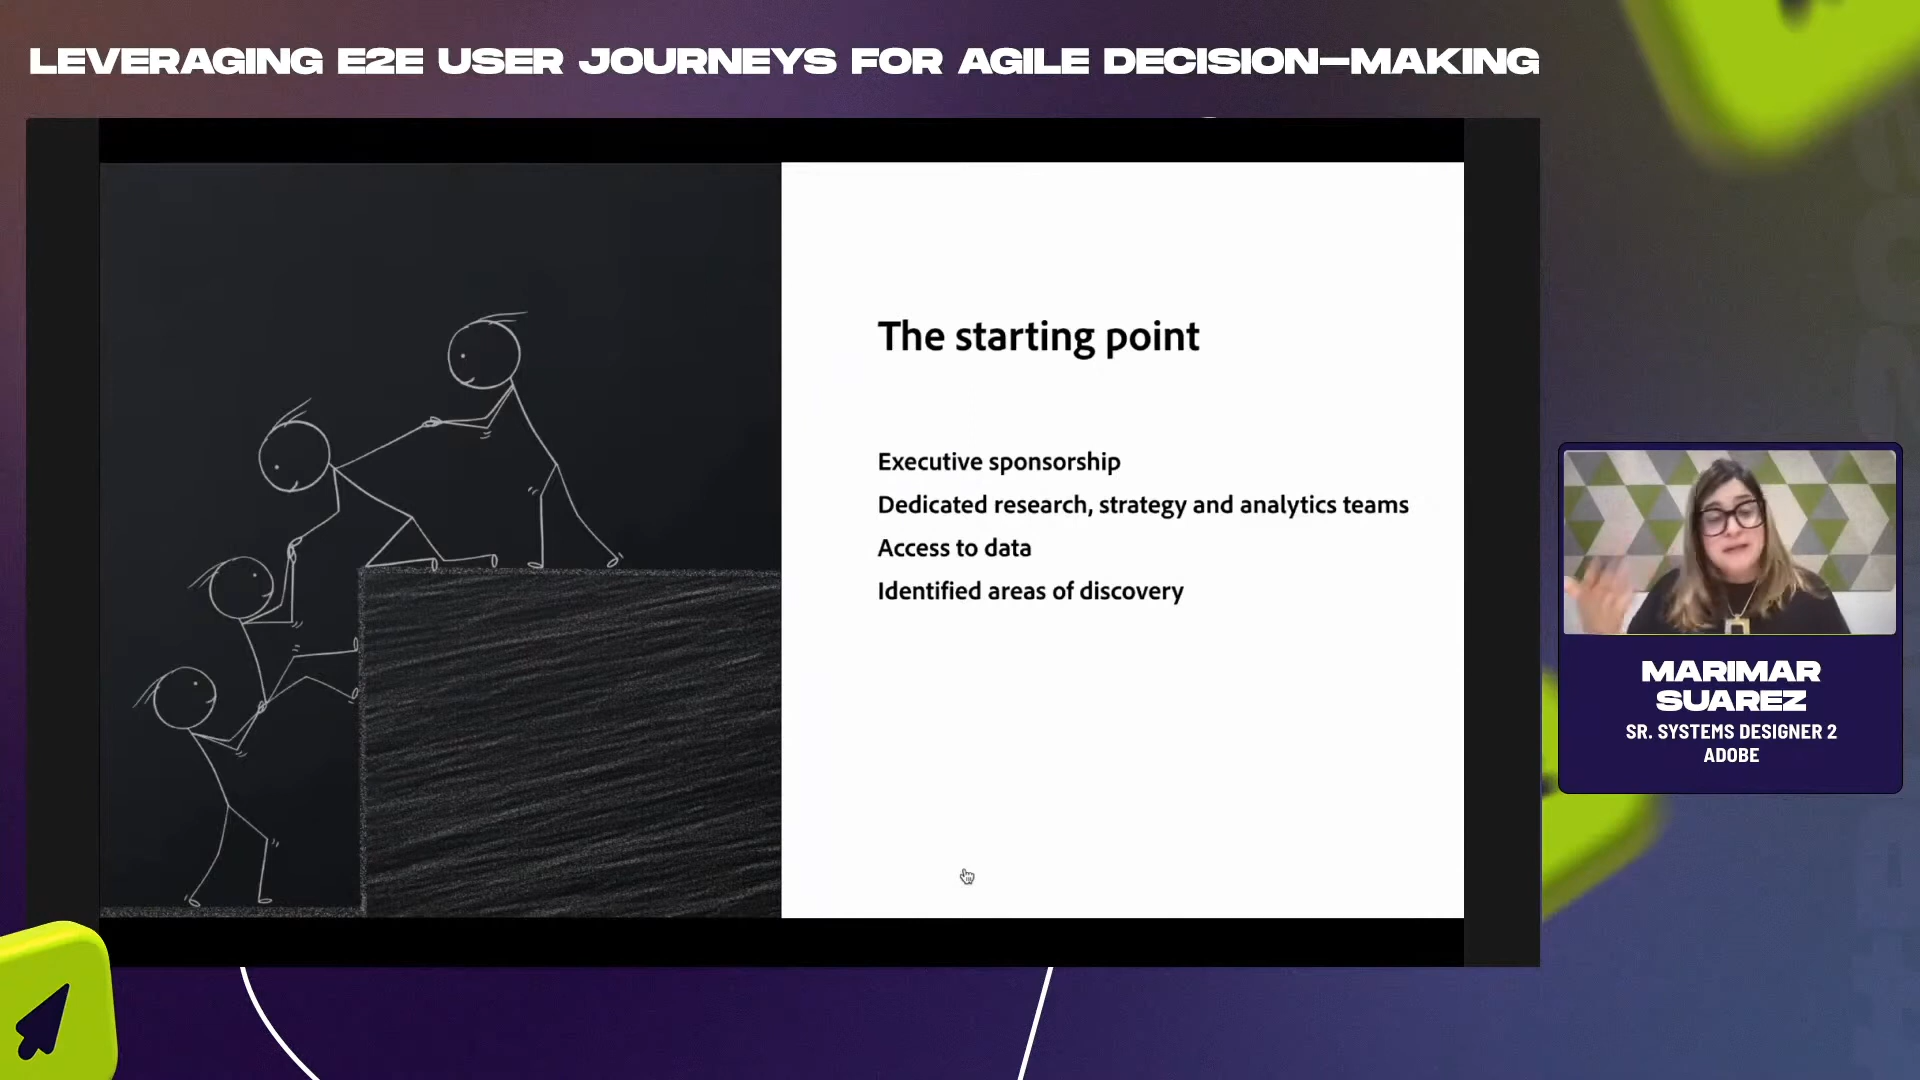 LEVERAGING E2E USER JOURNEYS FOR AGILE DECISION–MAKING
The starting point
Executive sponsorship
Dedicated research, strategy and analytics teams
Access to data
Identified areas of discovery
MARIMAR
SUAREZ
SR. SYSTEMS DESIGNER 2
ADOBE